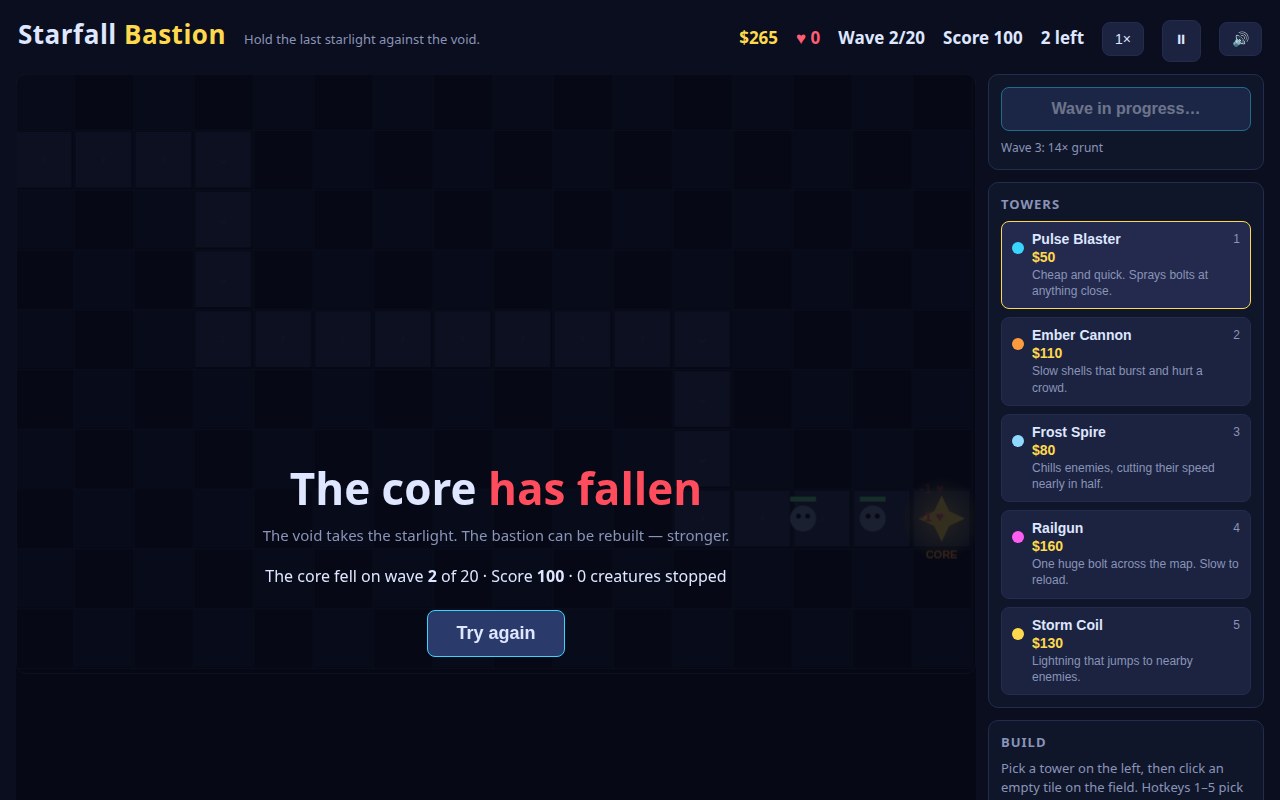 Starfall Bastion
Hold the last starlight against the void.
$265
♥ 0
Wave 2/20
Score 100
2 left
1×
Wave in progress…
Wave 3: 14× grunt
TOWERS
Pulse Blaster
1
$50
Cheap and quick. Sprays bolts at
anything close.
Ember Cannon
2
$110
Slow shells that burst and hurt a
crowd.
Frost Spire
3
$80
Chills enemies, cutting their speed
nearly in half.
Railgun
4
$160
One huge bolt across the map. Slow to
reload.
Storm Coil
5
$130
Lightning that jumps to nearby
enemies.
BUILD
Pick a tower on the left, then click an
empty tile on the field. Hotkeys 1–5 pick
The core has fallen
The void takes the starlight. The bastion can be rebuilt — stronger.
The core fell on wave 2 of 20 · Score 100 · 0 creatures stopped
Try again
CORE